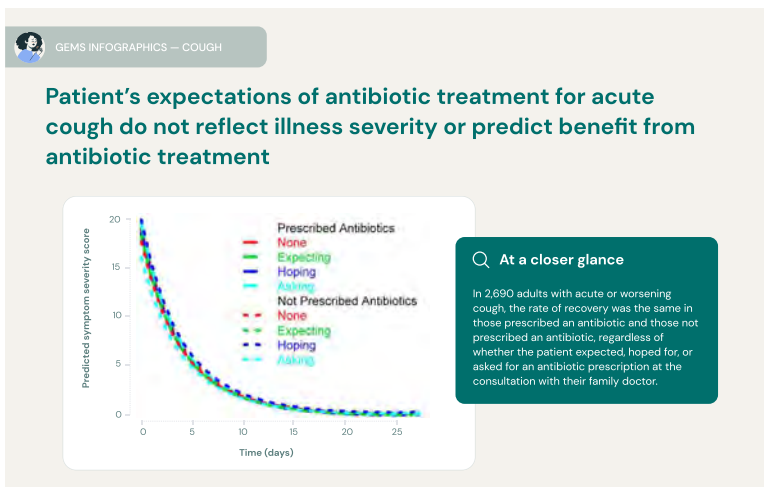 GEMS INFOGRAPHICS — COUGH
Patient’s expectations of antibiotic treatment for acute
cough do not reflect illness severity or predict benefit from
antibiotic treatment
Predicted symptom severity score
20
15
10
5
0
0
5
10
15
20
25
Time (days)
Prescribed Antibiotics
None
Expecting
Hoping
Asking
Not Prescribed Antibiotics
None
Expecting
Hoping
Asking
At a closer glance
In 2,690 adults with acute or worsening
cough, the rate of recovery was the same in
those prescribed an antibiotic and those not
prescribed an antibiotic, regardless of
whether the patient expected, hoped for, or
asked for an antibiotic prescription at the
consultation with their family doctor.